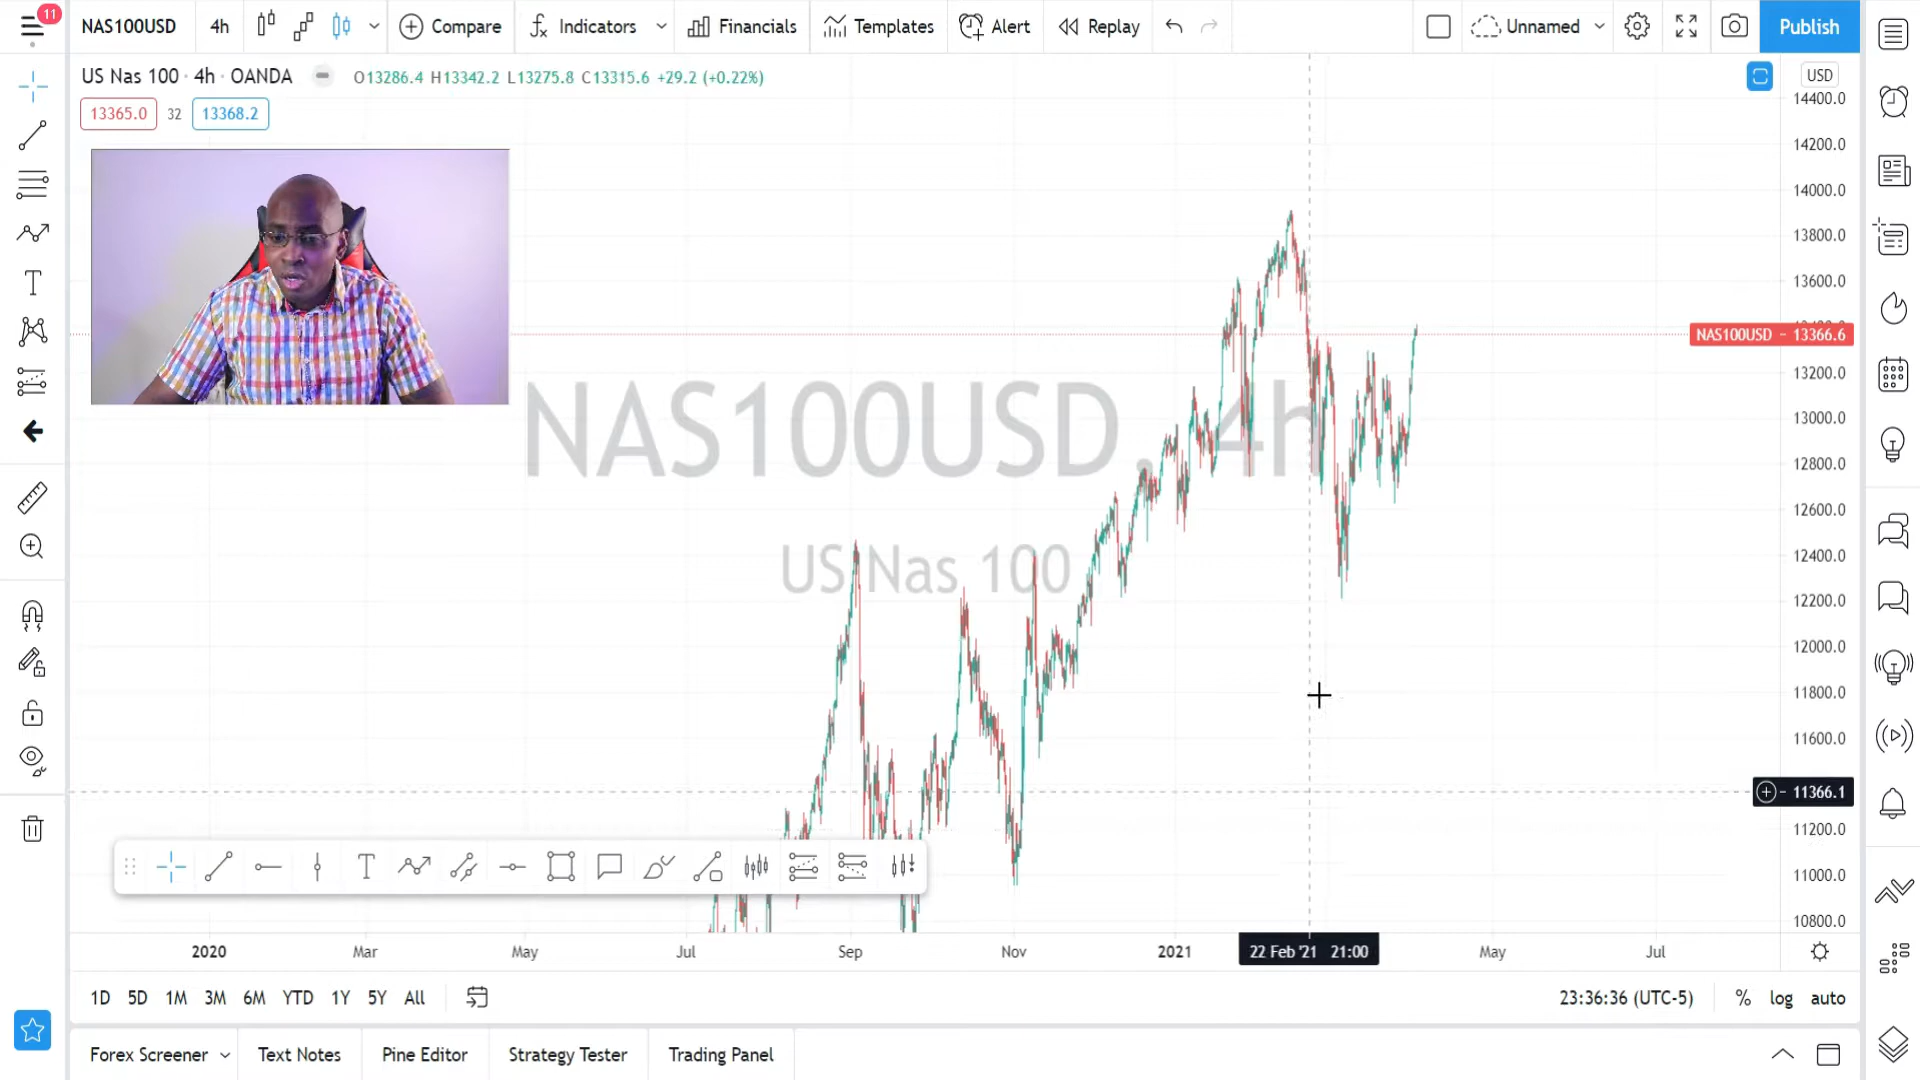 11
NAS100USD 4h Compare Indicators Financials Templates Alert Replay Unnamed Publish
US Nas 100 · 4h · OANDA O13286.4 H13342.2 L13275.8 C13315.6 +29.2 (+0.22%) USD
13365.0 32 13368.2
14400.0
14200.0
14000.0
13800.0
13600.0
NAS100USD 13366.6
13200.0
13000.0
12800.0
12600.0
12400.0
12200.0
12000.0
11800.0
11600.0
11366.1
11200.0
11000.0
10800.0
NAS100USD, 4h
US Nas 100
2020 Mar May Jul Sep Nov 2021 22 Feb '21 21:00 May Jul
1D 5D 1M 3M 6M YTD 1Y 5Y All 23:36:36 (UTC-5) % log auto
Forex Screener Text Notes Pine Editor Strategy Tester Trading Panel